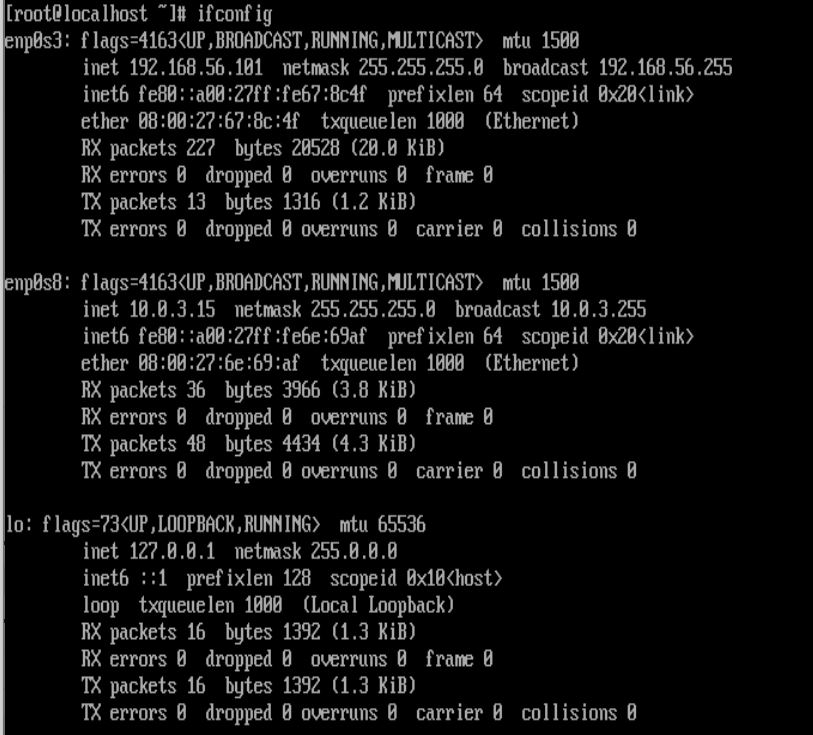 [root@localhost ~]# ifconfig
enp0s3: flags=4163<UP,BROADCAST,RUNNING,MULTICAST>  mtu 1500
        inet 192.168.56.101  netmask 255.255.255.0  broadcast 192.168.56.255
        inet6 fe80::a00:27ff:fe67:8c4f  prefixlen 64  scopeid 0x20<link>
        ether 08:00:27:67:8c:4f  txqueuelen 1000  (Ethernet)
        RX packets 227  bytes 20528 (20.0 KiB)
        RX errors 0  dropped 0  overruns 0  frame 0
        TX packets 13  bytes 1316 (1.2 KiB)
        TX errors 0  dropped 0 overruns 0  carrier 0  collisions 0

enp0s8: flags=4163<UP,BROADCAST,RUNNING,MULTICAST>  mtu 1500
        inet 10.0.3.15  netmask 255.255.255.0  broadcast 10.0.3.255
        inet6 fe80::a00:27ff:fe6e:69af  prefixlen 64  scopeid 0x20<link>
        ether 08:00:27:6e:69:af  txqueuelen 1000  (Ethernet)
        RX packets 36  bytes 3966 (3.8 KiB)
        RX errors 0  dropped 0  overruns 0  frame 0
        TX packets 48  bytes 4434 (4.3 KiB)
        TX errors 0  dropped 0 overruns 0  carrier 0  collisions 0

lo: flags=73<UP,LOOPBACK,RUNNING>  mtu 65536
        inet 127.0.0.1  netmask 255.0.0.0
        inet6 ::1  prefixlen 128  scopeid 0x10<host>
        loop  txqueuelen 1000  (Local Loopback)
        RX packets 16  bytes 1392 (1.3 KiB)
        RX errors 0  dropped 0  overruns 0  frame 0
        TX packets 16  bytes 1392 (1.3 KiB)
        TX errors 0  dropped 0 overruns 0  carrier 0  collisions 0